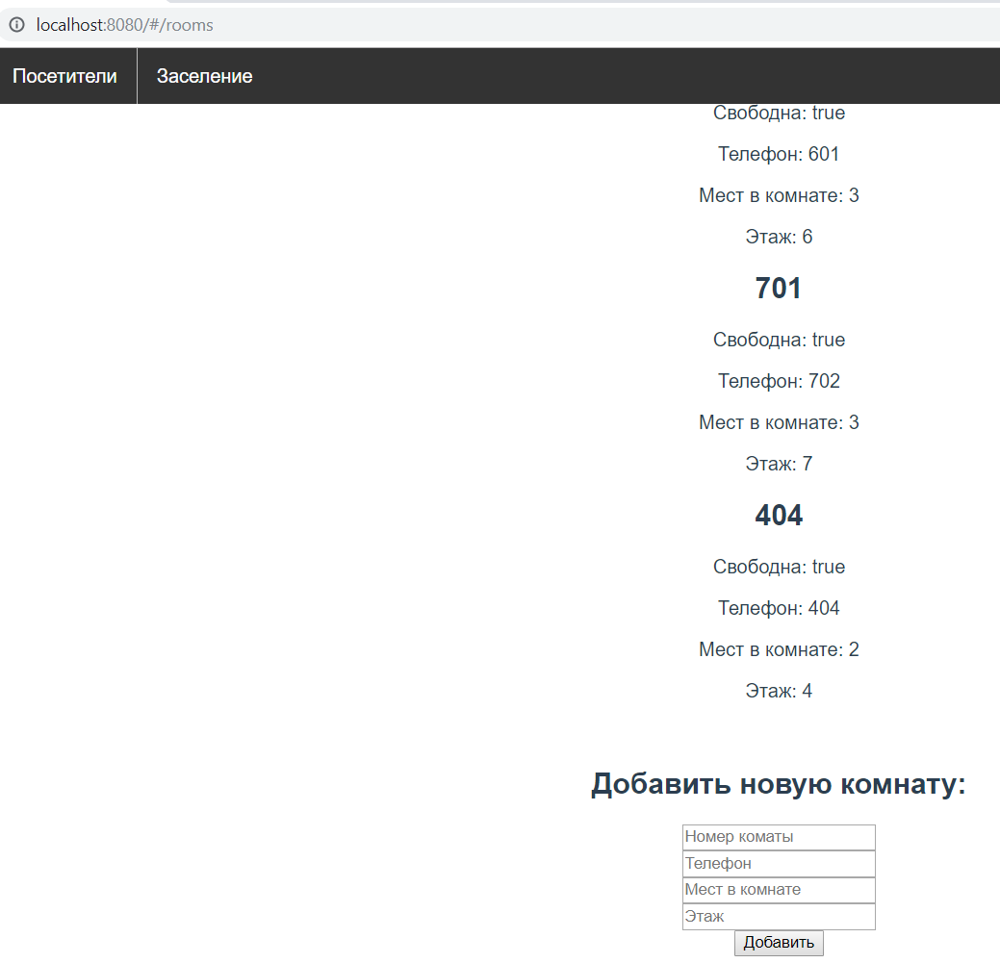 localhost:8080/#/rooms
Посетители Заселение
Свободна: true
Телефон: 601
Мест в комнате: 3
Этаж: 6
701
Свободна: true
Телефон: 702
Мест в комнате: 3
Этаж: 7
404
Свободна: true
Телефон: 404
Мест в комнате: 2
Этаж: 4
Добавить новую комнату:
Номер коматы
Телефон
Мест в комнате
Этаж
Добавить